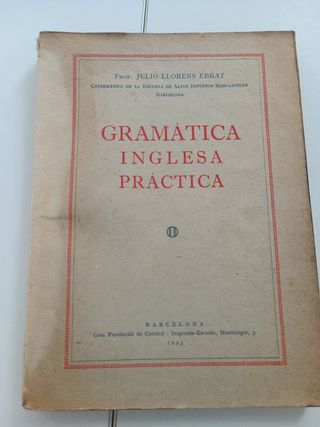 Prof. JULIO LLORENS EBRAT
Catedrático de la Escuela de Altos Estudios Mercantiles
Barcelona
GRAMÁTICA
INGLESA
PRÁCTICA
BARCELONA
Casa Provincial de Caridad : Imprenta-Escuela, Montalegre, 5
1943